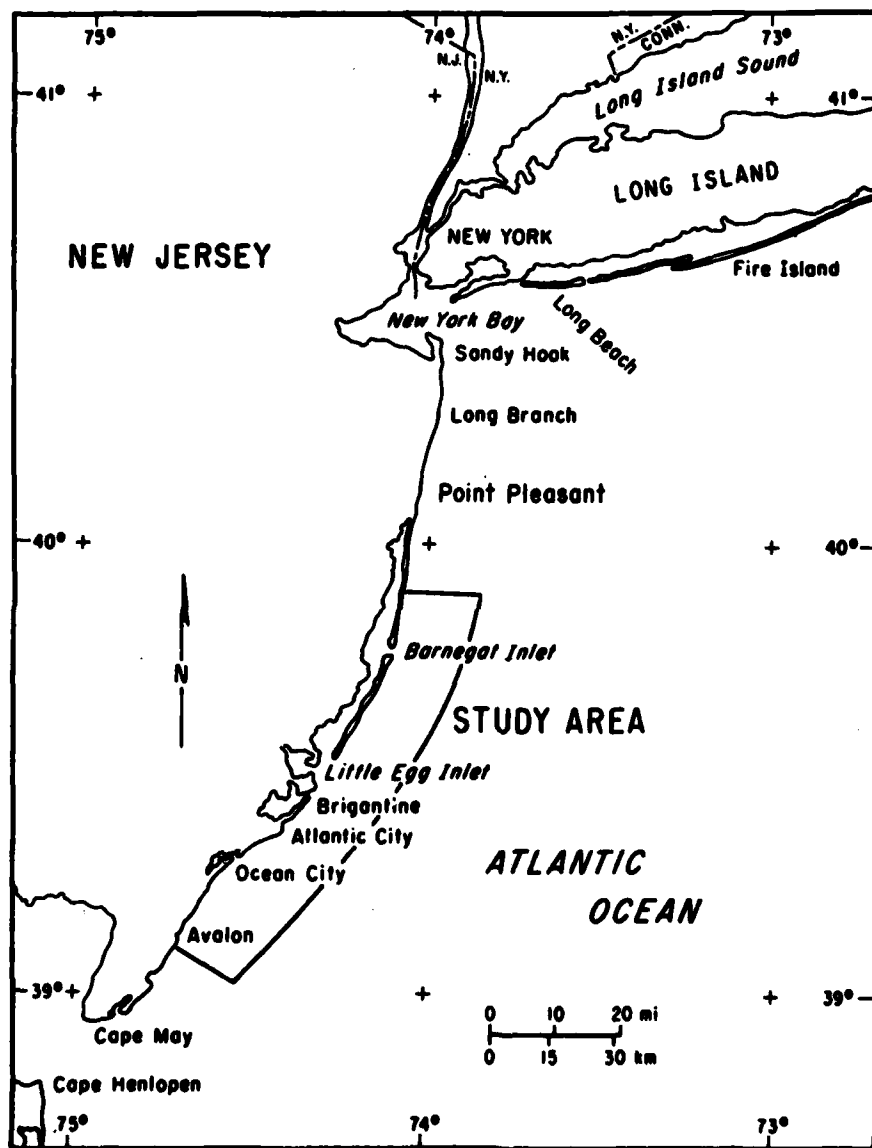 75°
74°
73°
N.Y.
CONN.
N.J.
N.Y.
41°
41°
Long Island Sound
LONG ISLAND
NEW YORK
NEW JERSEY
Fire Island
New York Bay
Long Beach
Sandy Hook
Long Branch
Point Pleasant
40°
40°
Barnegat Inlet
N
STUDY AREA
Little Egg Inlet
Brigantine
Atlantic City
Ocean City
ATLANTIC
OCEAN
Avalon
39°
39°
0 10 20 mi
0 15 30 km
Cape May
Cape Henlopen
75°
74°
73°